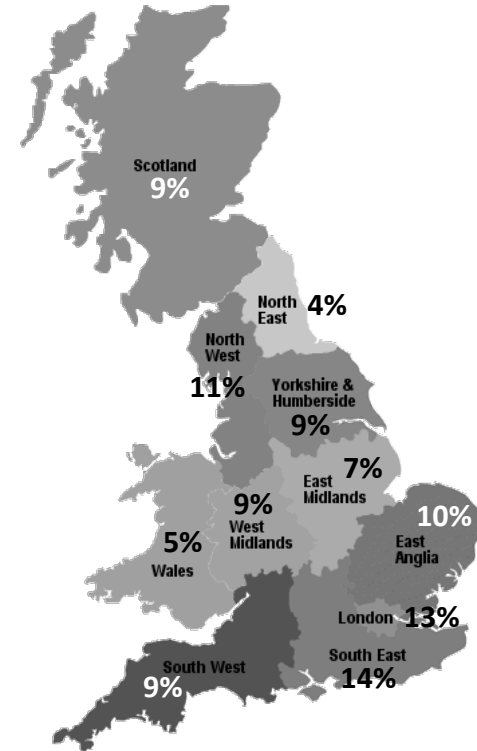 Scotland
9%
North
East
4%
North
West
11%
Yorkshire &
Humberside
9%
7%
East
Midlands
9%
West
Midlands
5%
Wales
10%
East
Anglia
London
13%
South East
14%
South West
9%